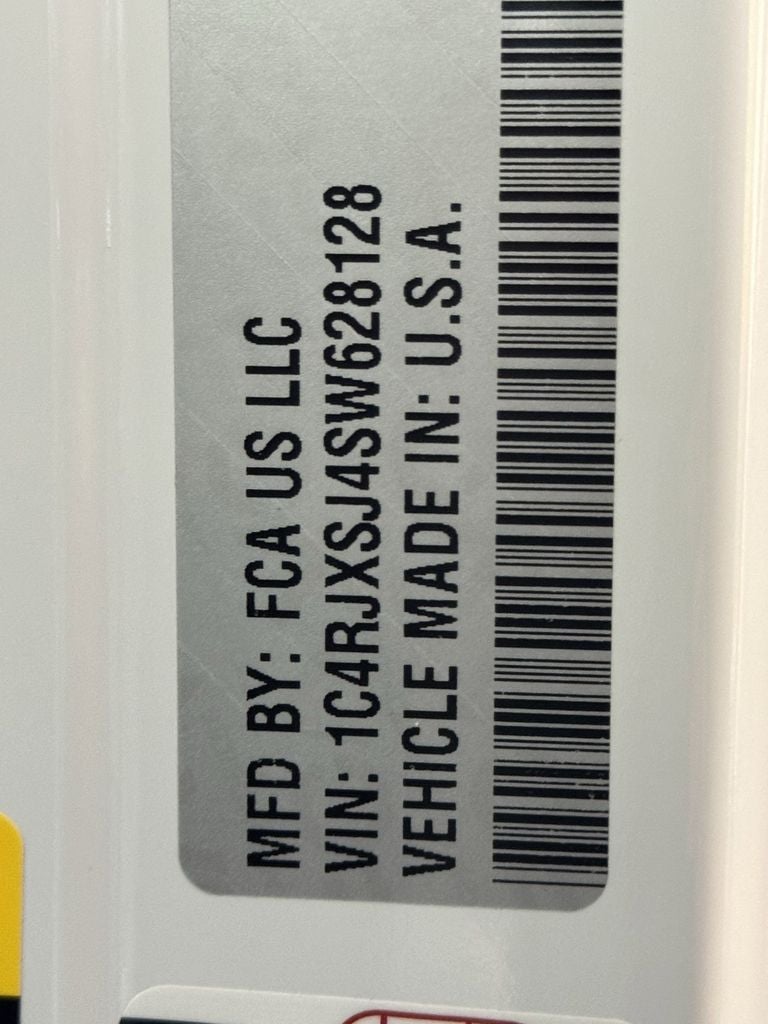 MFD BY: FCA US LLC
VIN: 1C4RJXSJ4SW628128
VEHICLE MADE IN: U.S.A.